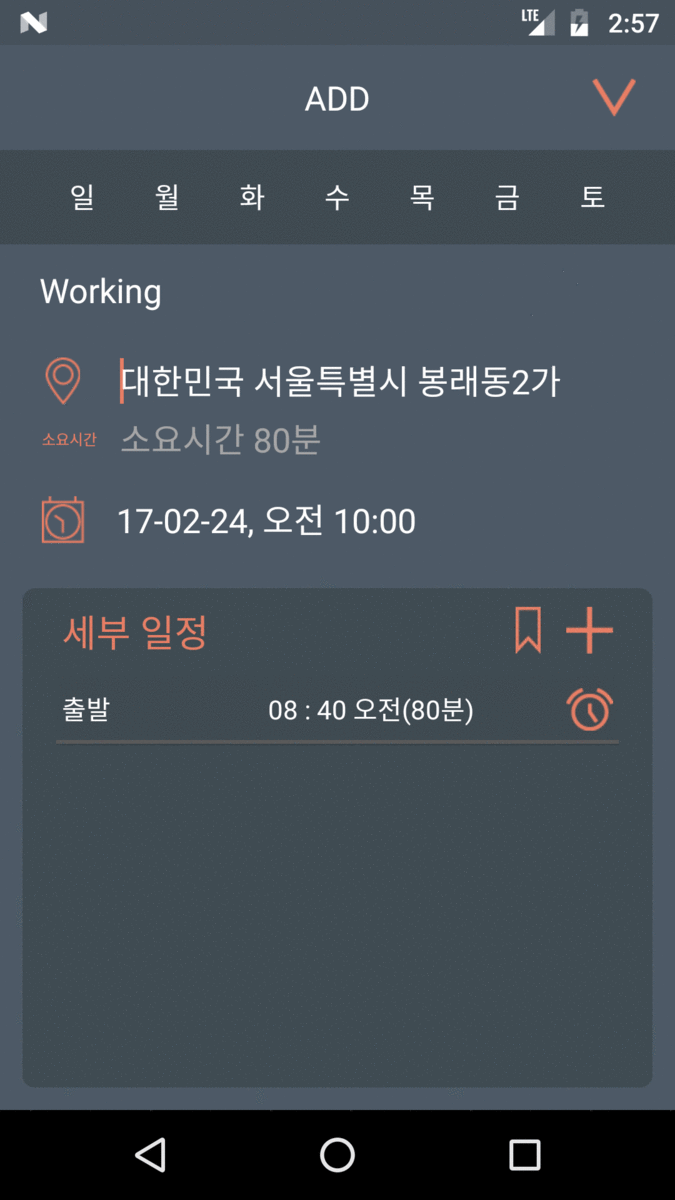 LTE 2:57
ADD
일 월 화 수 목 금 토
Working
대한민국 서울특별시 봉래동2가
소요시간 소요시간 80분
17-02-24, 오전 10:00
세부 일정
출발 08 : 40 오전(80분)